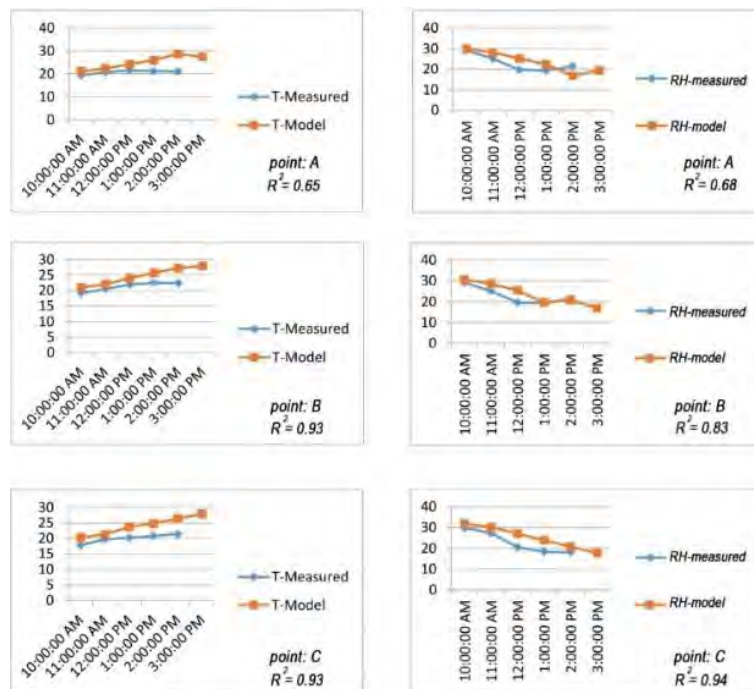 40
30
20
10
0
10:00:00 AM
11:00:00 AM
12:00:00 PM
1:00:00 PM
2:00:00 PM
3:00:00 PM
T-Measured
T-Model
point: A
R²= 0.65
40
30
20
10
0
10:00:00 AM
11:00:00 AM
12:00:00 PM
1:00:00 PM
2:00:00 PM
3:00:00 PM
RH-measured
RH-model
point: A
R²= 0.68
30
25
20
15
10
5
0
10:00:00 AM
11:00:00 AM
12:00:00 PM
1:00:00 PM
2:00:00 PM
3:00:00 PM
T-Measured
T-Model
point: B
R²= 0.93
40
30
20
10
0
10:00:00 AM
11:00:00 AM
12:00:00 PM
1:00:00 PM
2:00:00 PM
3:00:00 PM
RH-measured
RH-model
point: B
R²= 0.83
30
25
20
15
10
5
0
10:00:00 AM
11:00:00 AM
12:00:00 PM
1:00:00 PM
2:00:00 PM
3:00:00 PM
T-Measured
T-Model
point: C
R²= 0.93
40
30
20
10
0
10:00:00 AM
11:00:00 AM
12:00:00 PM
1:00:00 PM
2:00:00 PM
3:00:00 PM
RH-measured
RH-model
point: C
R²= 0.94